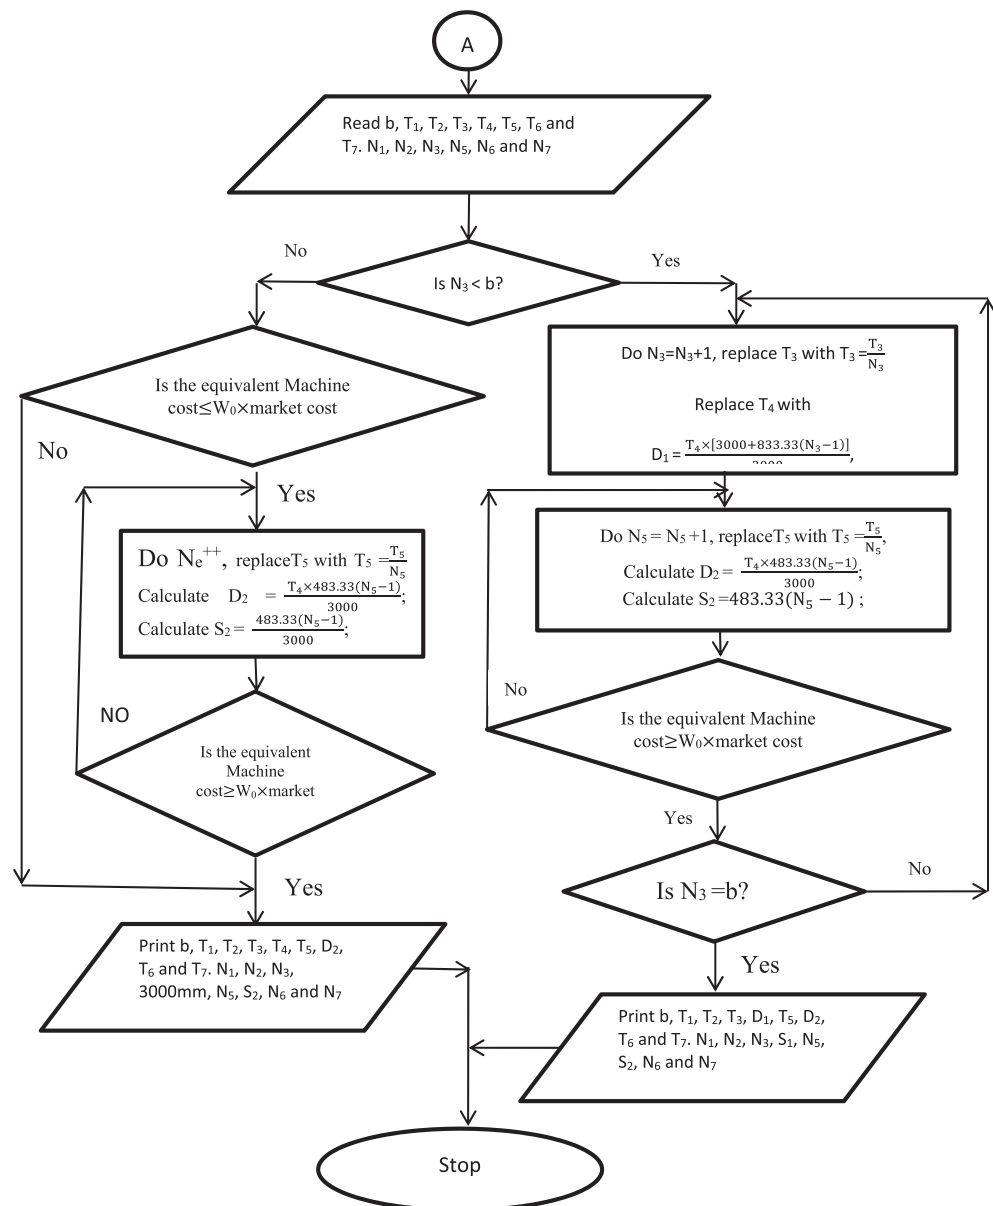 A
Read b, T₁, T₂, T₃, T₄, T₅, T₆ and
T₇. N₁, N₂, N₃, N₅, N₆ and N₇
No
Yes
Is N₃ < b?
Is the equivalent Machine
cost≤W₀×market cost
No
Yes
Do Nₑ⁺⁺, replaceT₅ with T₅ =T₅/N₅
Calculate D₂ = T₄×483.33(N₅−1)/3000;
Calculate S₂ = 483.33(N₅−1)/3000;
NO
Is the equivalent
Machine
cost≥W₀×market
Yes
Print b, T₁, T₂, T₃, T₄, T₅, D₂,
T₆ and T₇. N₁, N₂, N₃,
3000mm, N₅, S₂, N₆ and N₇
Do N₃=N₃+1, replace T₃ with T₃ =T₃/N₃
Replace T₄ with
D₁ = T₄×[3000+833.33(N₃−1)]/3000,
Do N₅ = N₅+1, replaceT₅ with T₅ =T₅/N₅,
Calculate D₂ = T₄×483.33(N₅−1)/3000;
Calculate S₂ =483.33(N₅ − 1) ;
No
Is the equivalent Machine
cost≥W₀×market cost
Yes
Is N₃ =b?
No
Yes
Print b, T₁, T₂, T₃, D₁, T₅, D₂,
T₆ and T₇. N₁, N₂, N₃, S₁, N₅,
S₂, N₆ and N₇
Stop